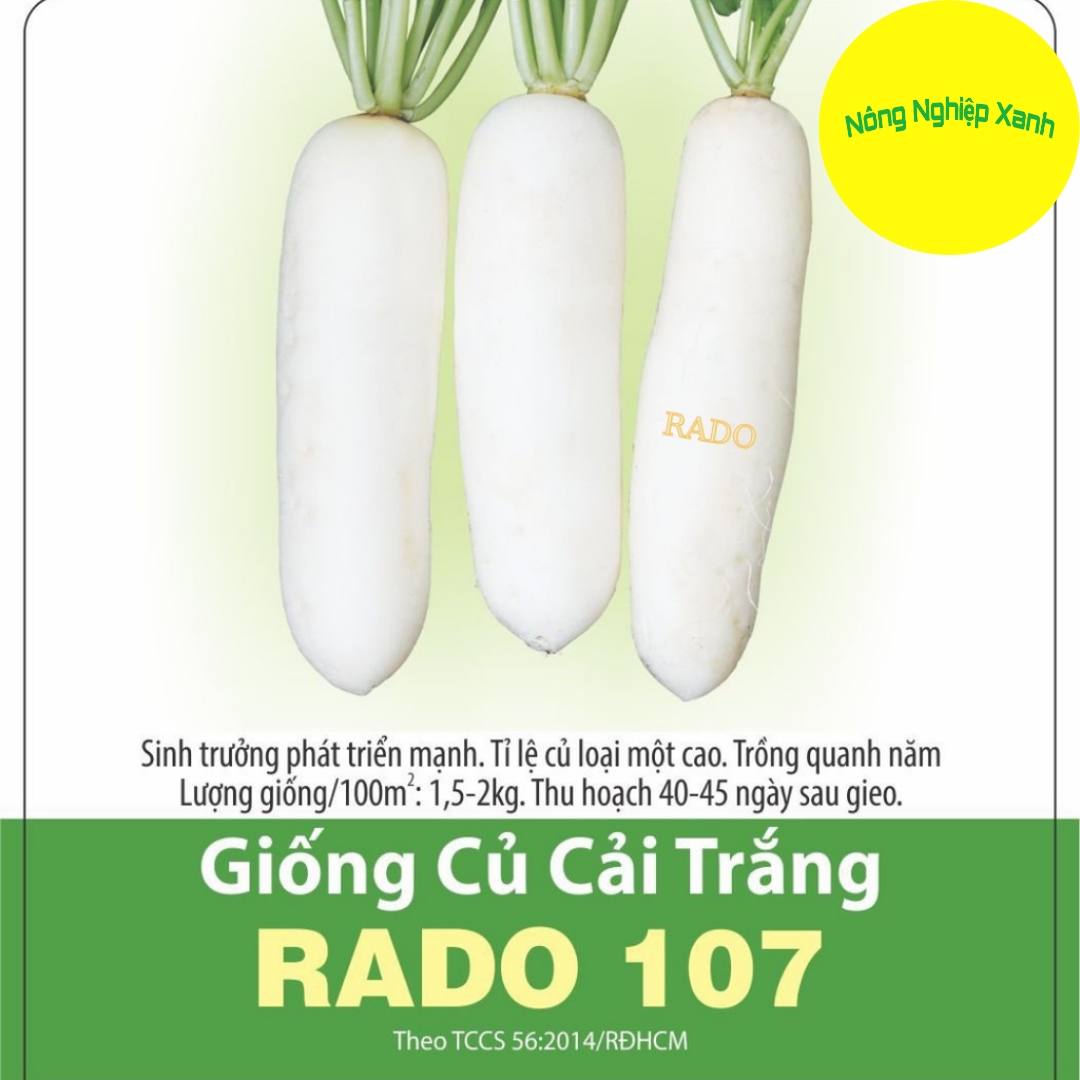 Nông Nghiệp Xanh
RADO
Sinh trưởng phát triển mạnh. Tỉ lệ củ loại một cao. Trồng quanh năm
Lượng giống/100m²: 1,5-2kg. Thu hoạch 40-45 ngày sau gieo.
Giống Củ Cải Trắng
RADO 107
Theo TCCS 56:2014/RĐHCM